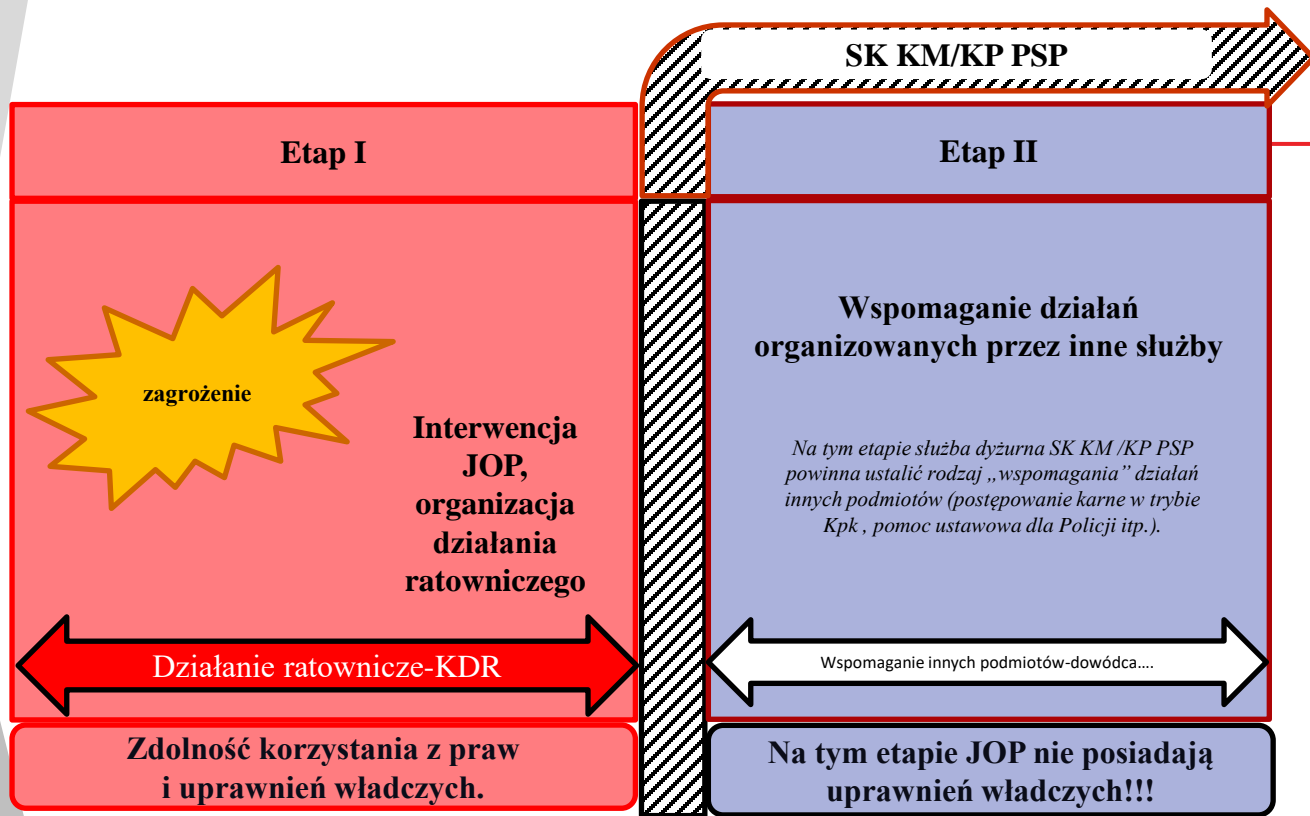 SK KM/KP PSP
Etap I
zagrożenie
Interwencja
JOP,
organizacja
działania
ratowniczego
Działanie ratownicze-KDR
Zdolność korzystania z praw
i uprawnień władczych.
Etap II
Wspomaganie działań
organizowanych przez inne służby
Na tym etapie służba dyżurna SK KM /KP PSP
powinna ustalić rodzaj „wspomagania” działań
innych podmiotów (postępowanie karne w trybie
Kpk , pomoc ustawowa dla Policji itp.).
Wspomaganie innych podmiotów-dowódca....
Na tym etapie JOP nie posiadają
uprawnień władczych!!!